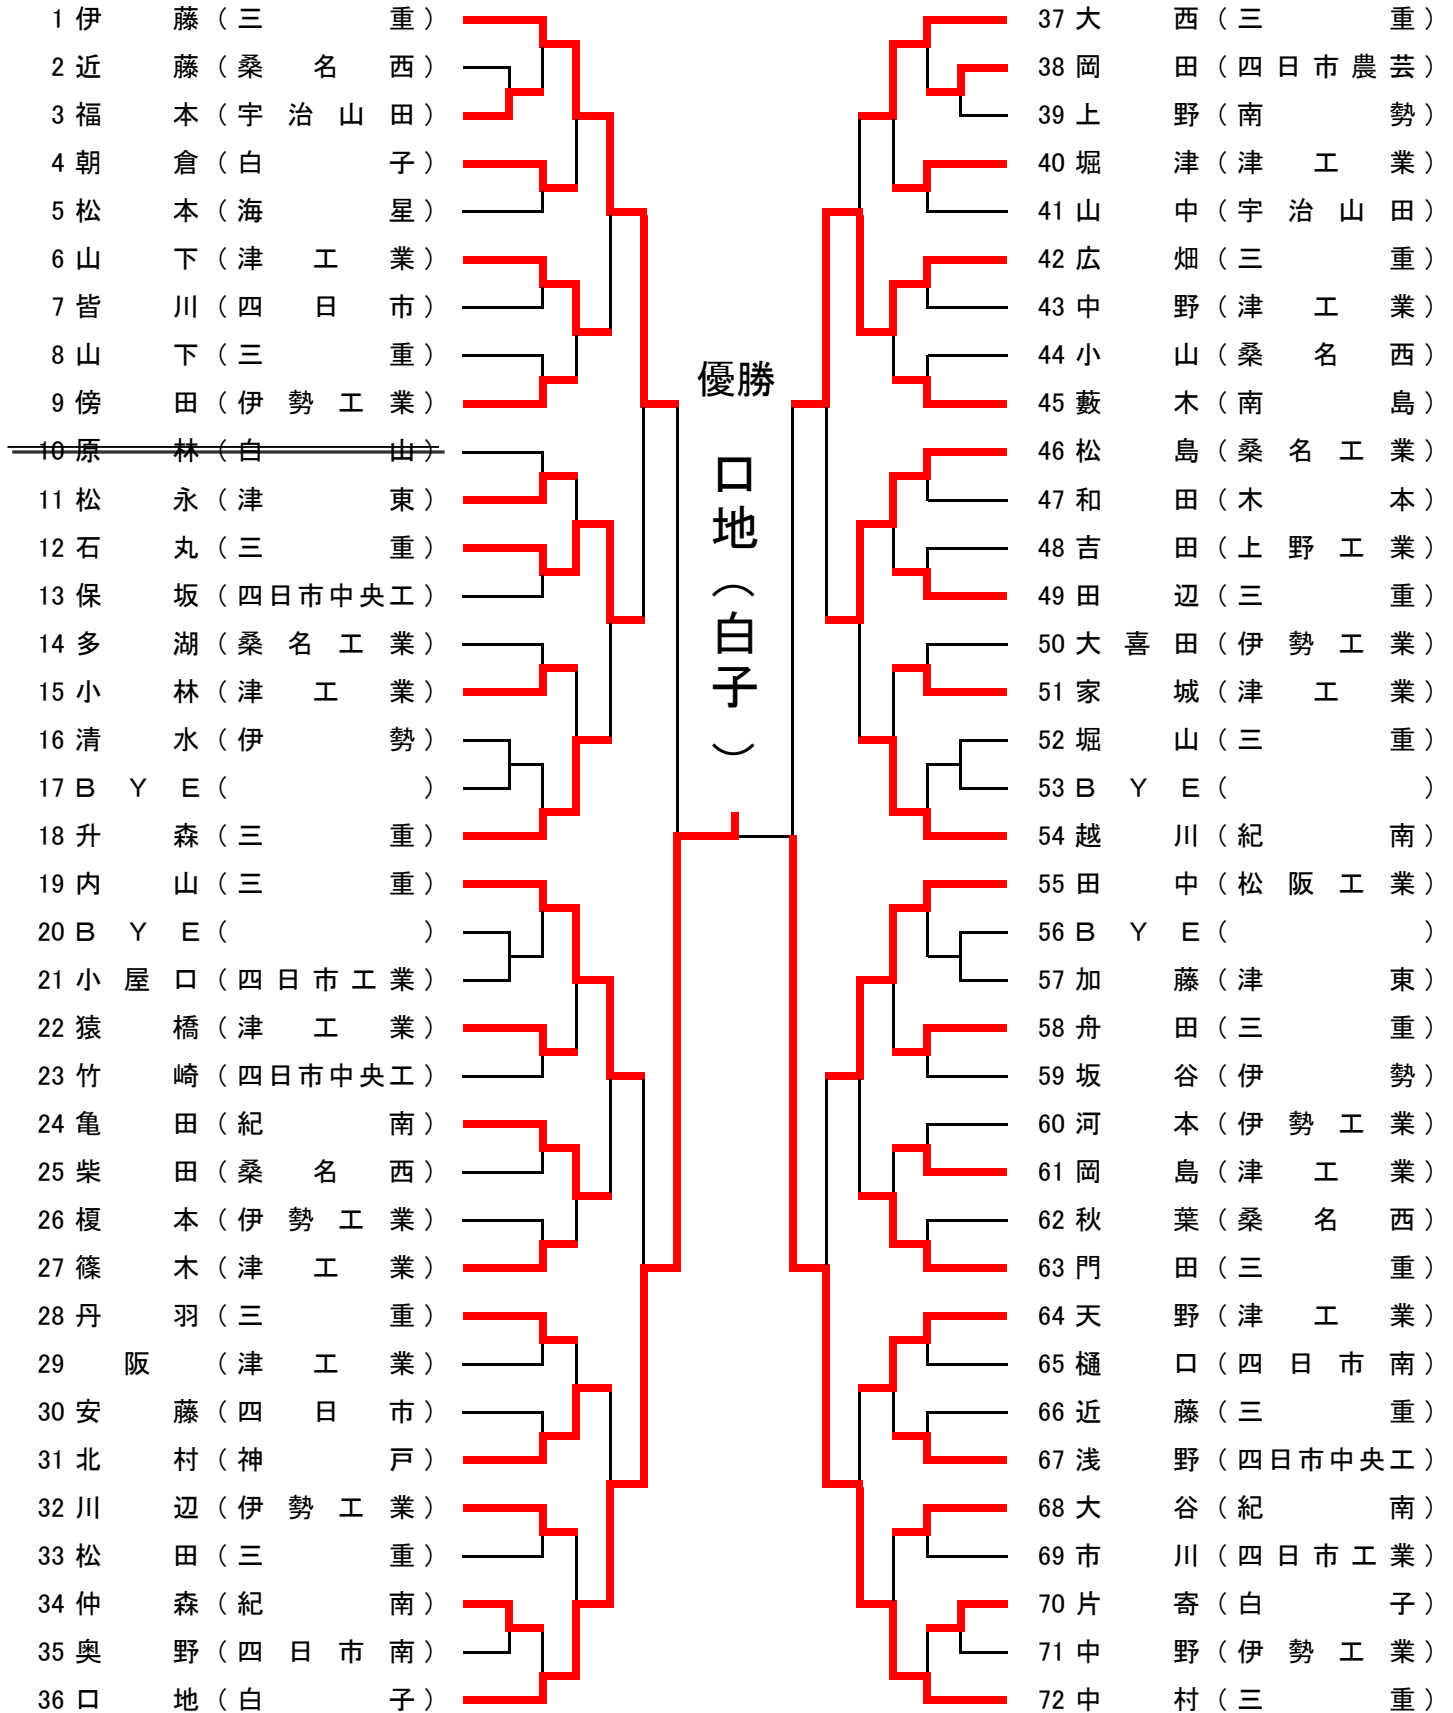 1 伊藤（三重）
2 近藤（桑名西）
3 福本（宇治山田）
4 朝倉（白子）
5 松本（海星）
6 山下（津工業）
7 皆川（四日市）
8 山下（三重）
9 傍田（伊勢工業）
10 原林（白山）
11 松永（津東）
12 石丸（三重）
13 保坂（四日市中央工）
14 多湖（桑名工業）
15 小林（津工業）
16 清水（伊勢）
17 ＢＹＥ（）
18 升森（三重）
19 内山（三重）
20 ＢＹＥ（）
21 小屋口（四日市工業）
22 猿橋（津工業）
23 竹崎（四日市中央工）
24 亀田（紀南）
25 柴田（桑名西）
26 榎本（伊勢工業）
27 篠木（津工業）
28 丹羽（三重）
29 阪（津工業）
30 安藤（四日市）
31 北村（神戸）
32 川辺（伊勢工業）
33 松田（三重）
34 仲森（紀南）
35 奥野（四日市南）
36 口地（白子）
優勝
口地（白子）
37 大西（三重）
38 岡田（四日市農芸）
39 上野（南勢）
40 堀津（津工業）
41 山中（宇治山田）
42 広畑（三重）
43 中野（津工業）
44 小山（桑名西）
45 藪木（南島）
46 松島（桑名工業）
47 和田（木本）
48 吉田（上野工業）
49 田辺（三重）
50 大喜田（伊勢工業）
51 家城（津工業）
52 堀山（三重）
53 ＢＹＥ（）
54 越川（紀南）
55 田中（松阪工業）
56 ＢＹＥ（）
57 加藤（津東）
58 舟田（三重）
59 坂谷（伊勢）
60 河本（伊勢工業）
61 岡島（津工業）
62 秋葉（桑名西）
63 門田（三重）
64 天野（津工業）
65 樋口（四日市南）
66 近藤（三重）
67 浅野（四日市中央工）
68 大谷（紀南）
69 市川（四日市工業）
70 片寄（白子）
71 中野（伊勢工業）
72 中村（三重）